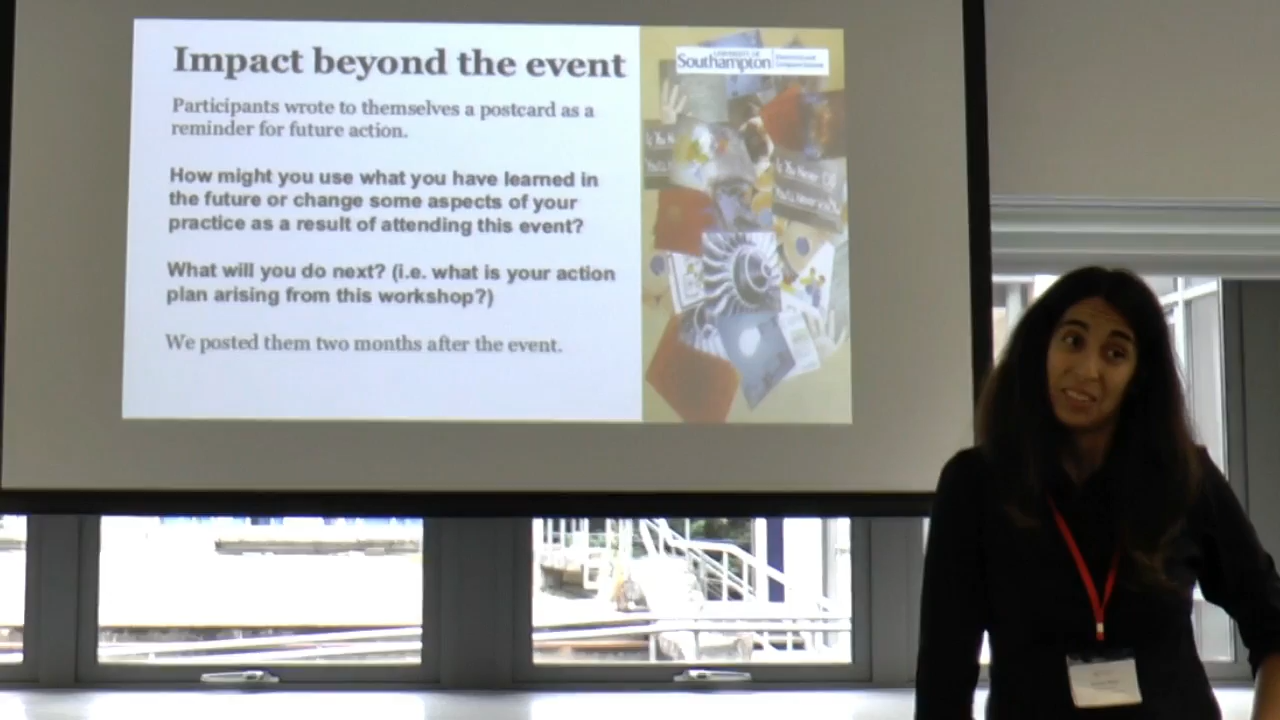 Impact beyond the event
Participants wrote to themselves a postcard as a
reminder for future action.
How might you use what you have learned in
the future or change some aspects of your
practice as a result of attending this event?
What will you do next? (i.e. what is your action
plan arising from this workshop?)
We posted them two months after the event.
UNIVERSITY OF
Southampton